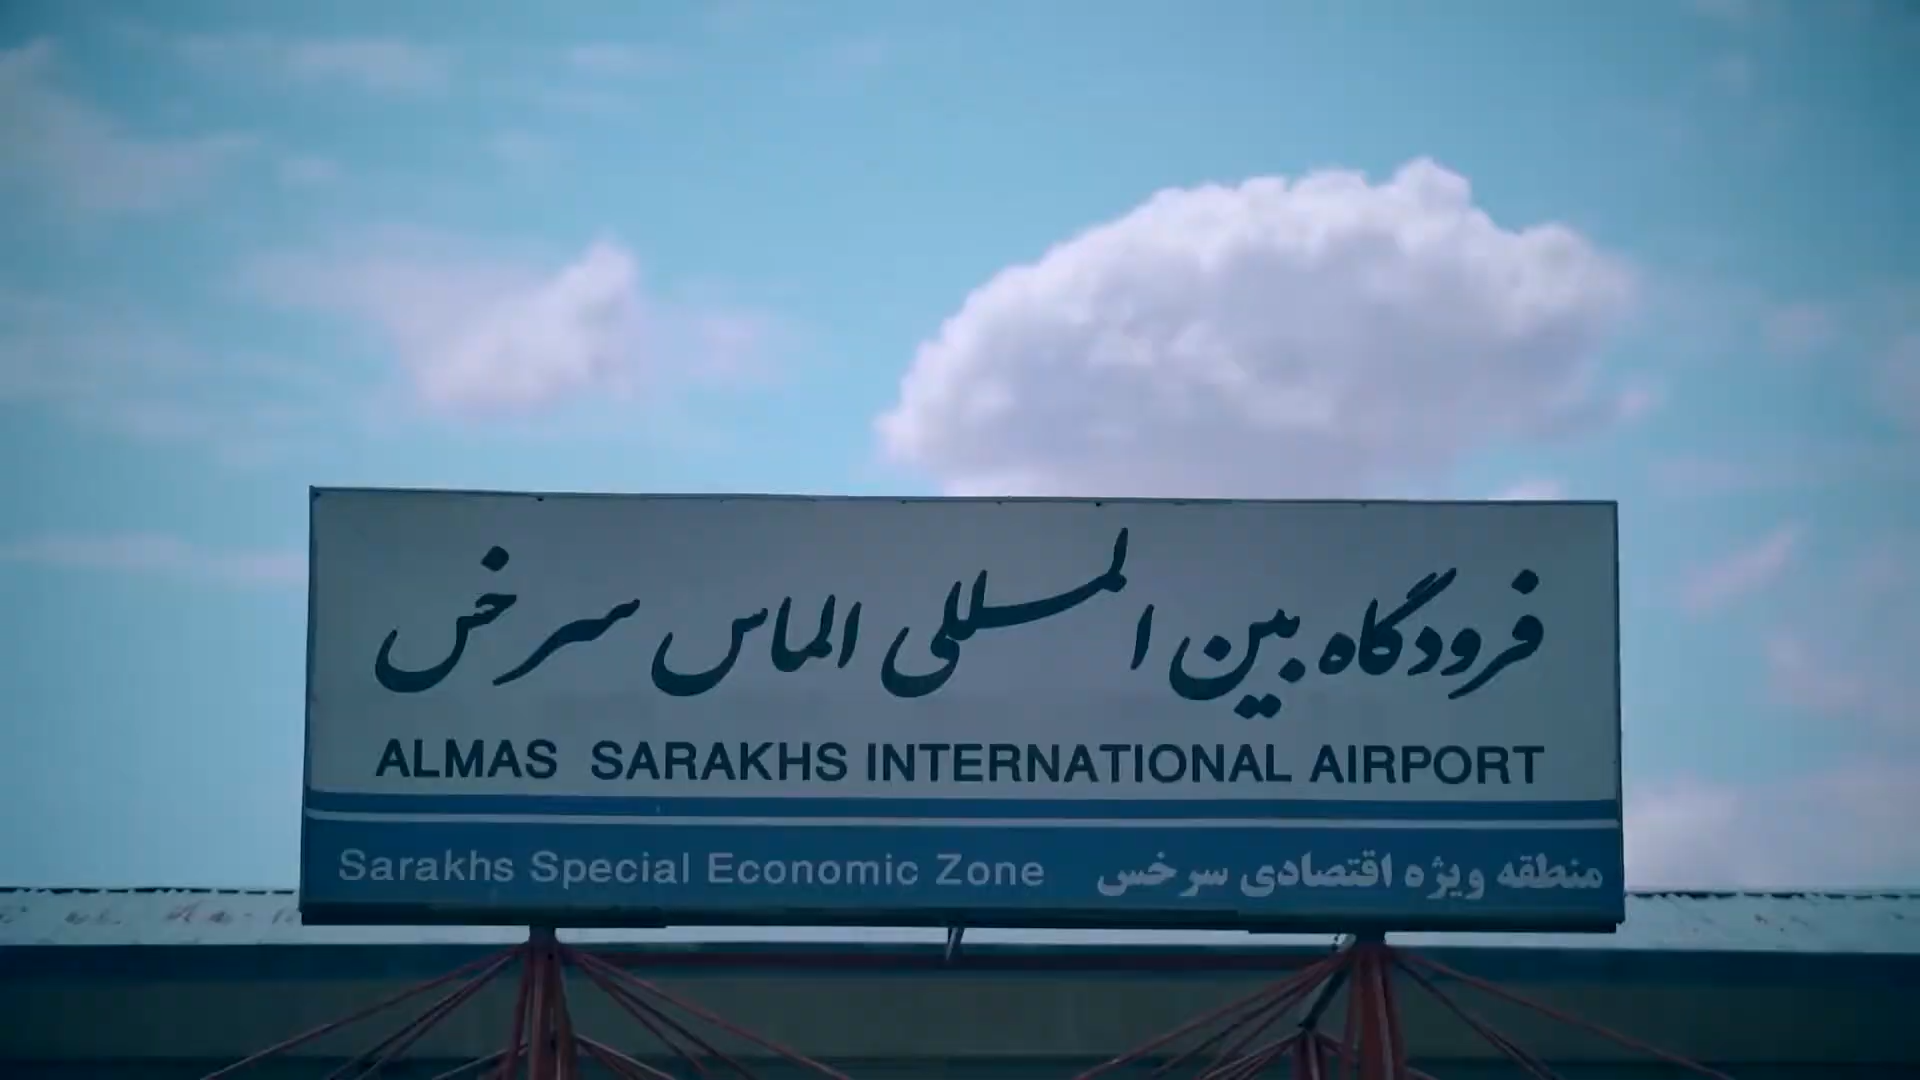 فرودگاه بین المللی الماس سرخس
ALMAS SARAKHS INTERNATIONAL AIRPORT
Sarakhs Special Economic Zone منطقه ویژه اقتصادی سرخس